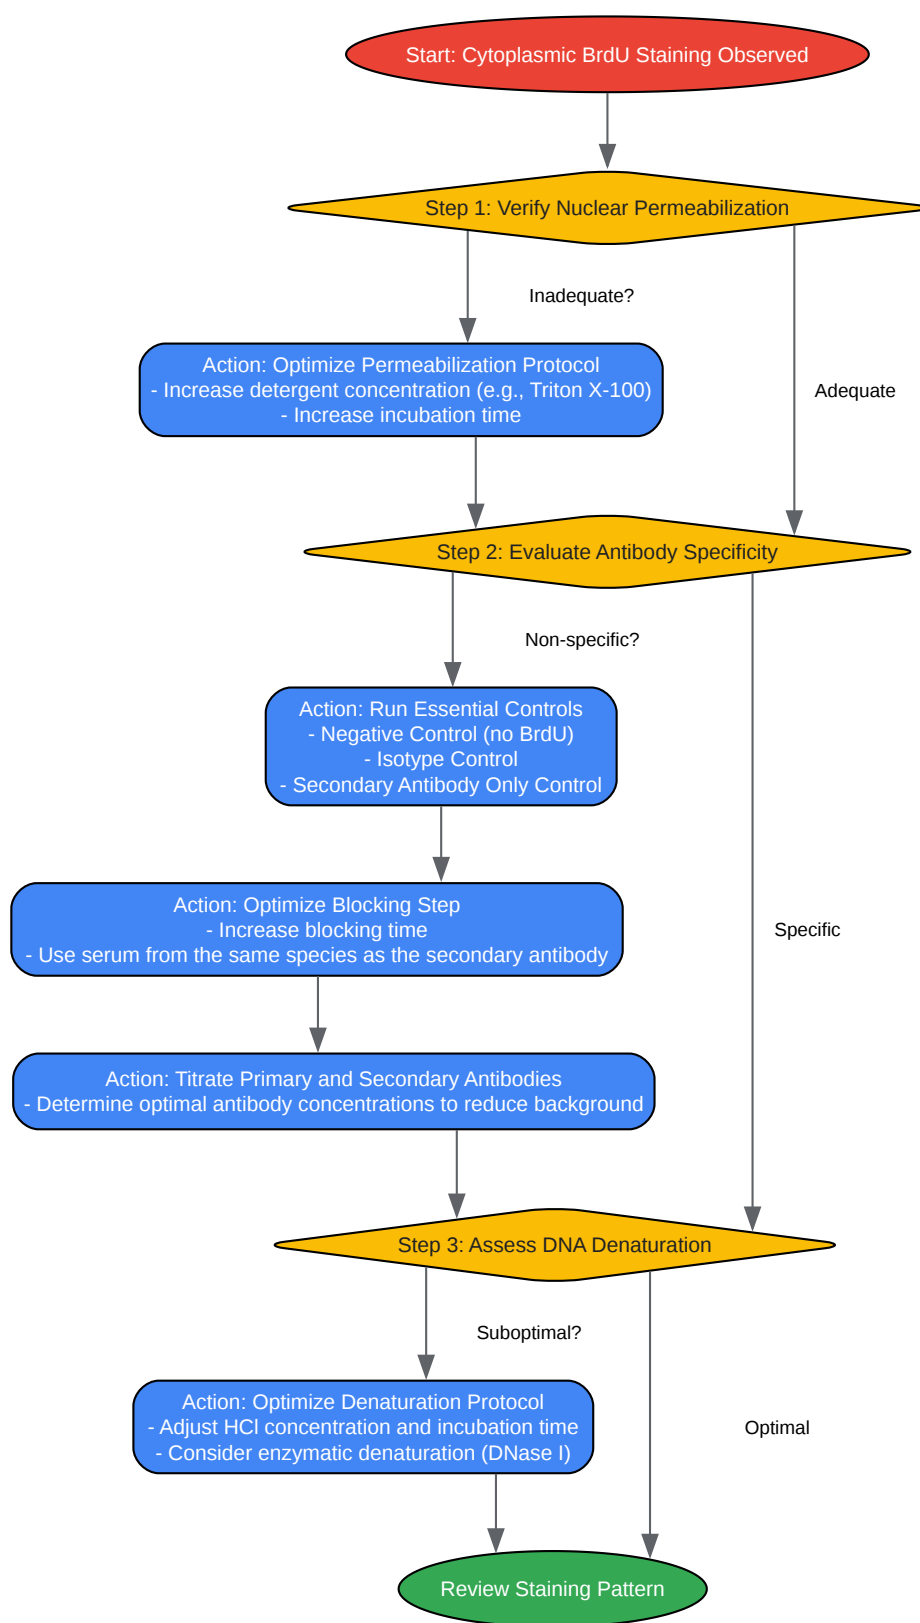 Start: Cytoplasmic BrdU Staining Observed
Step 1: Verify Nuclear Permeabilization
Inadequate?
Action: Optimize Permeabilization Protocol
- Increase detergent concentration (e.g., Triton X-100)
- Increase incubation time
Adequate
Step 2: Evaluate Antibody Specificity
Non-specific?
Action: Run Essential Controls
- Negative Control (no BrdU)
- Isotype Control
- Secondary Antibody Only Control
Action: Optimize Blocking Step
- Increase blocking time
- Use serum from the same species as the secondary antibody
Specific
Action: Titrate Primary and Secondary Antibodies
- Determine optimal antibody concentrations to reduce background
Step 3: Assess DNA Denaturation
Suboptimal?
Action: Optimize Denaturation Protocol
- Adjust HCl concentration and incubation time
- Consider enzymatic denaturation (DNase I)
Optimal
Review Staining Pattern